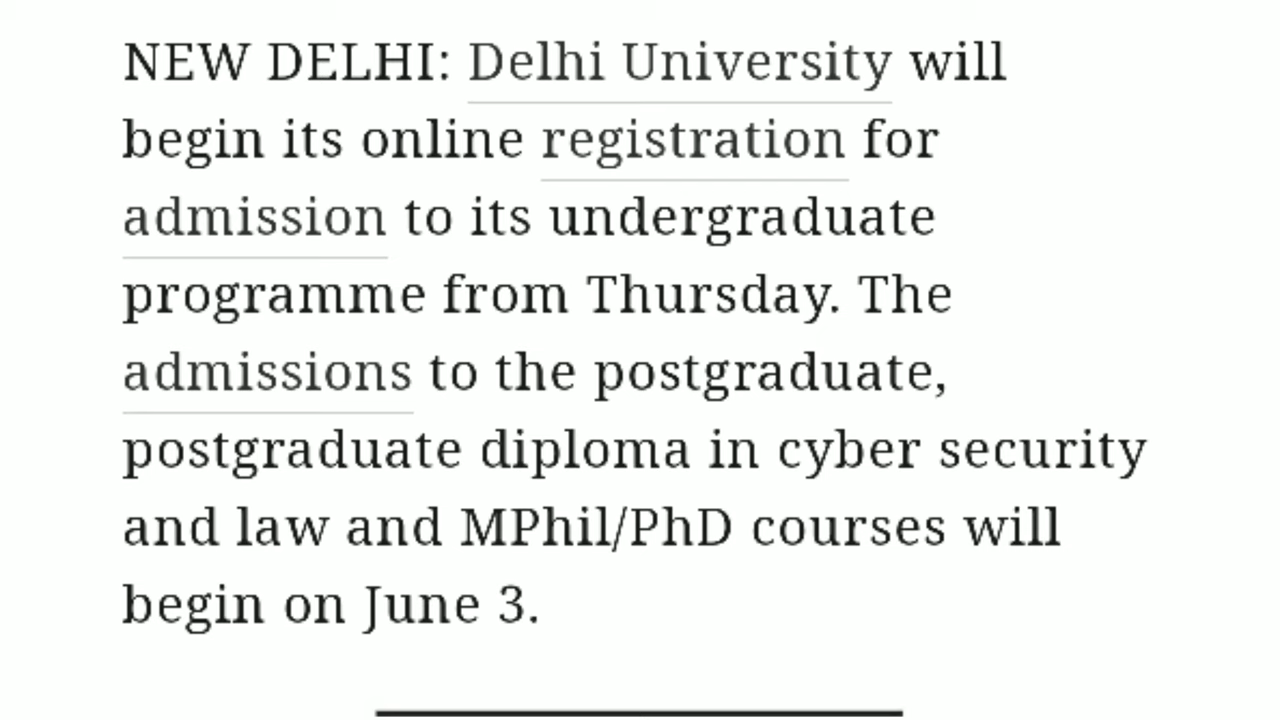 NEW DELHI: Delhi University will
begin its online registration for
admission to its undergraduate
programme from Thursday. The
admissions to the postgraduate,
postgraduate diploma in cyber security
and law and MPhil/PhD courses will
begin on June 3.